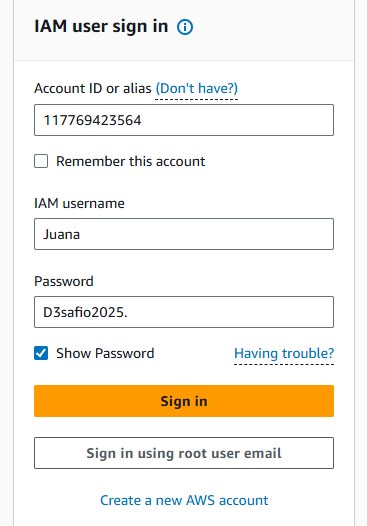 IAM user sign in
Account ID or alias (Don't have?)
117769423564
Remember this account
IAM username
Juana
Password
D3safio2025.
Show Password Having trouble?
Sign in
Sign in using root user email
Create a new AWS account